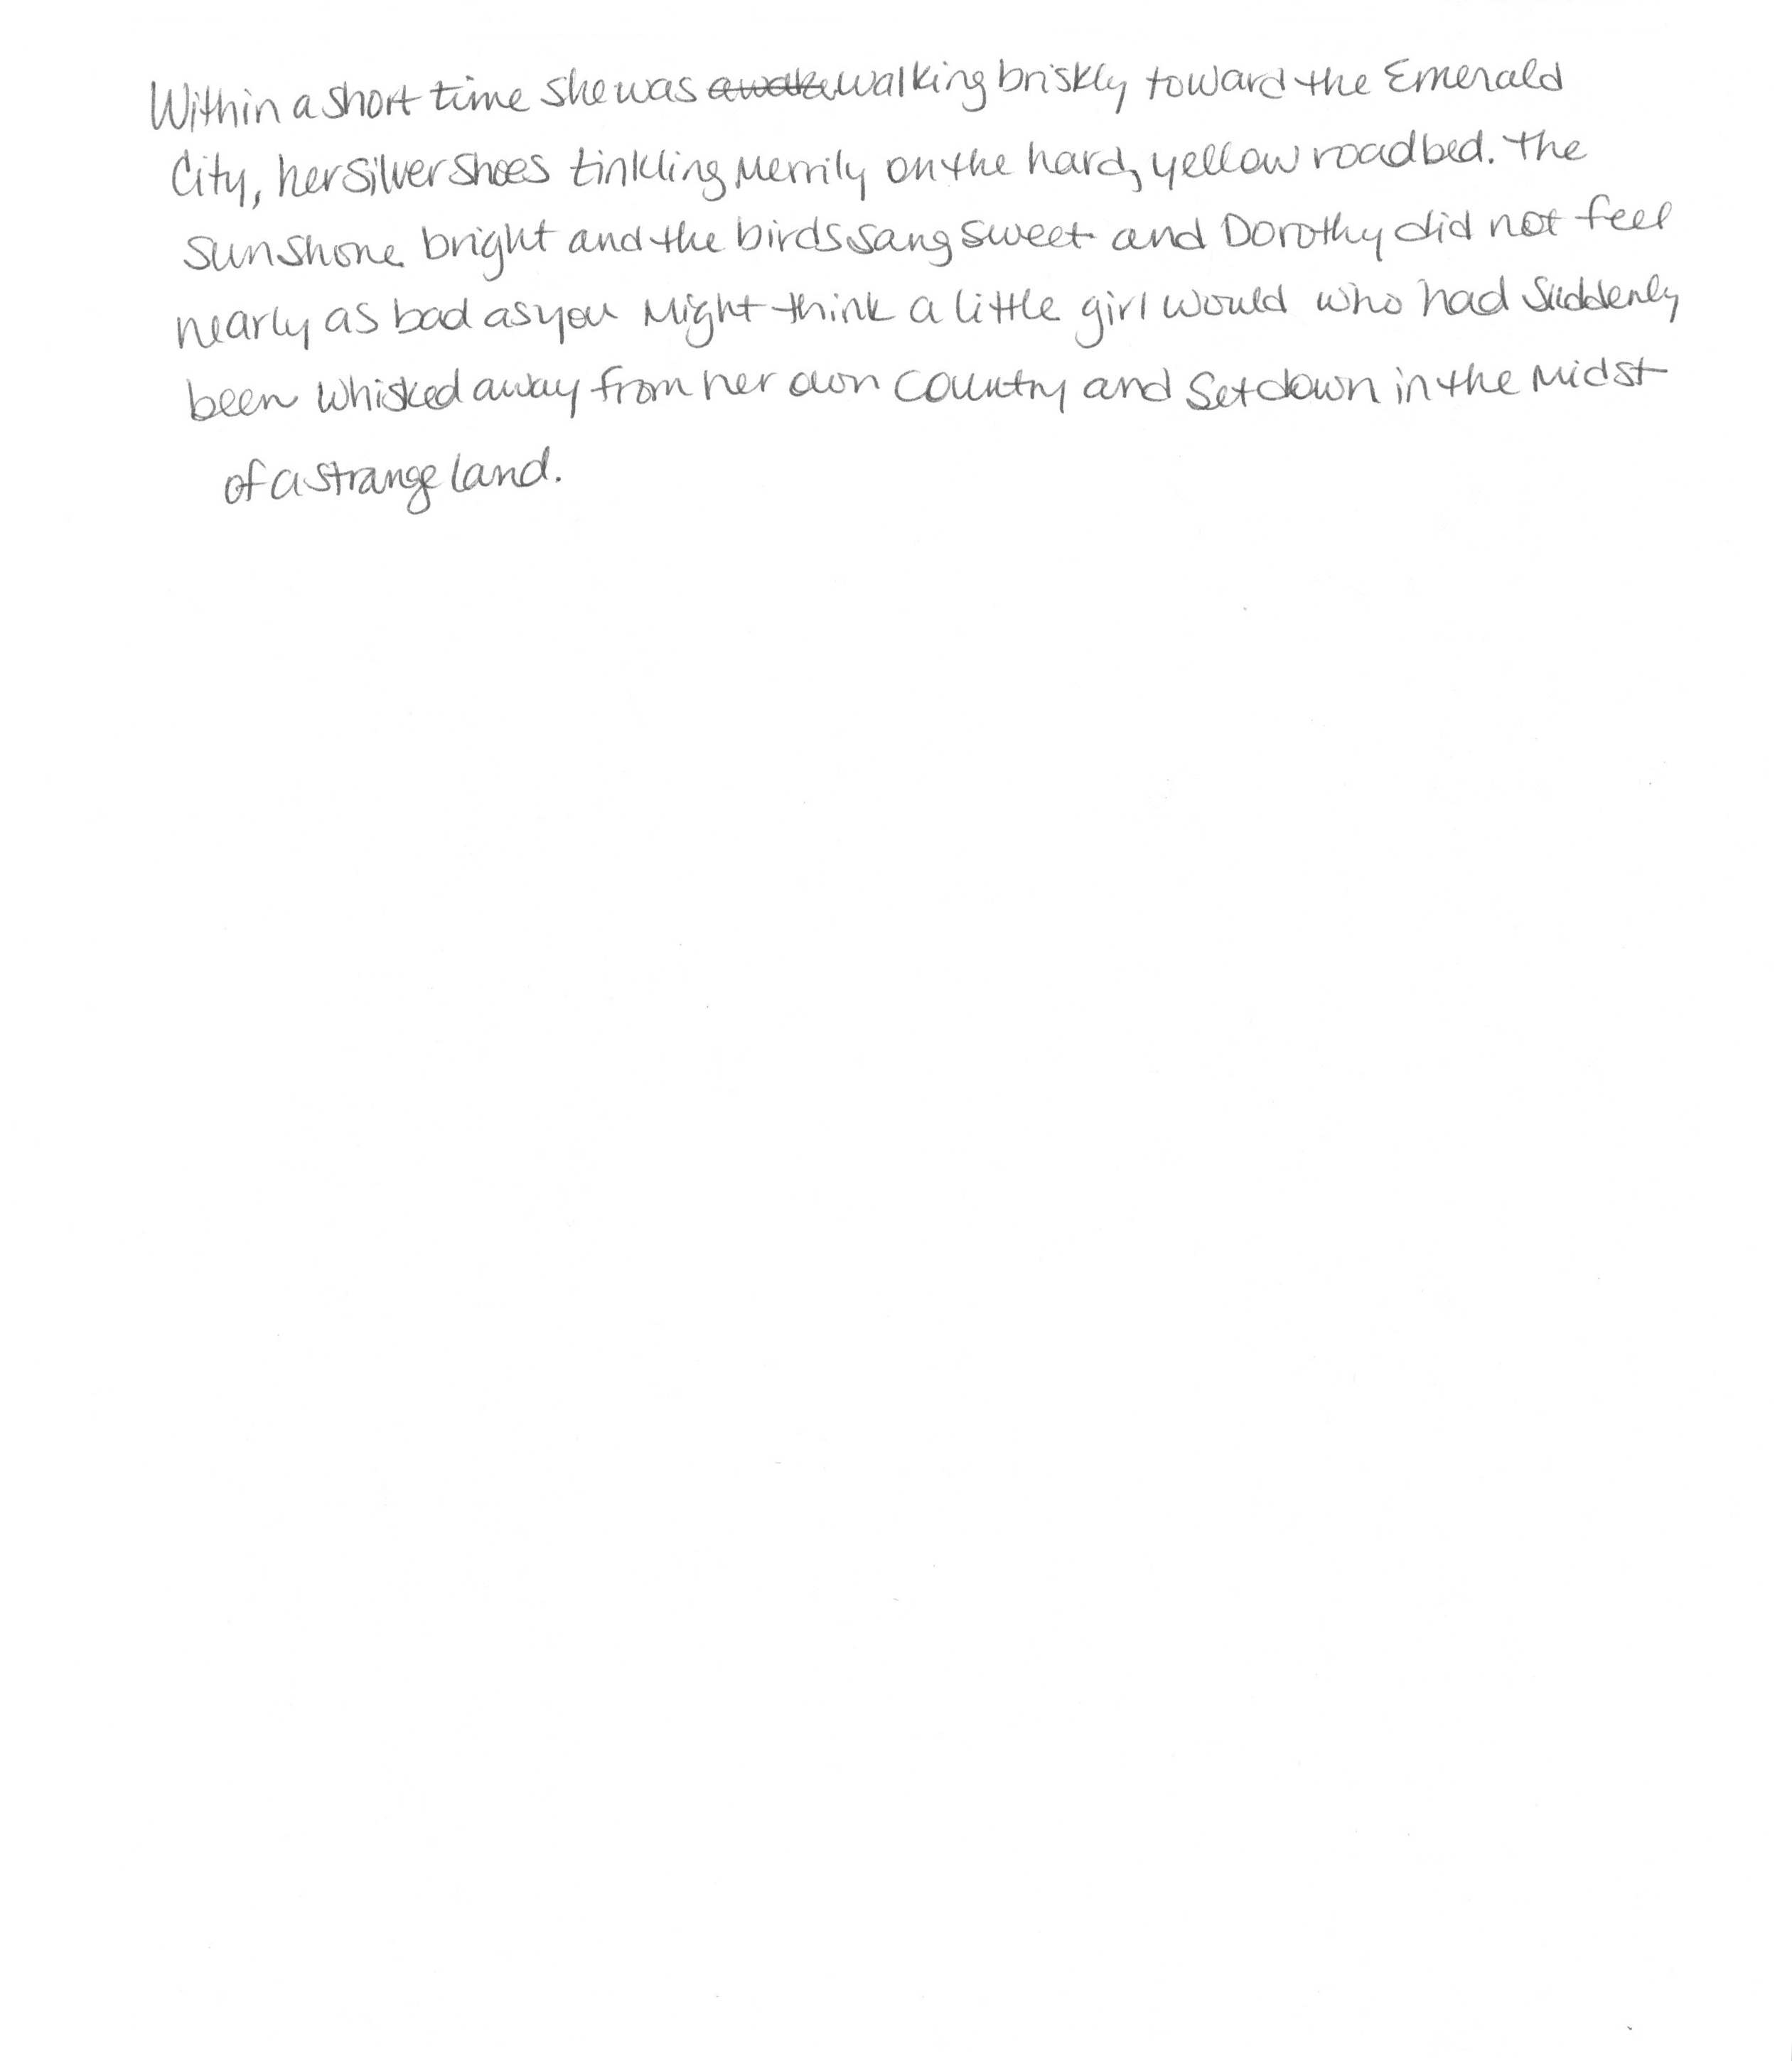 Within a short time she was awake walking briskly toward the Emerald
City, her silver shoes tinkling merrily on the hard, yellow roadbed. The
sun shone bright and the birds sang sweet and Dorothy did not feel
nearly as bad as you might think a little girl would who had suddenly
been whisked away from her own country and set down in the midst
of a strange land.